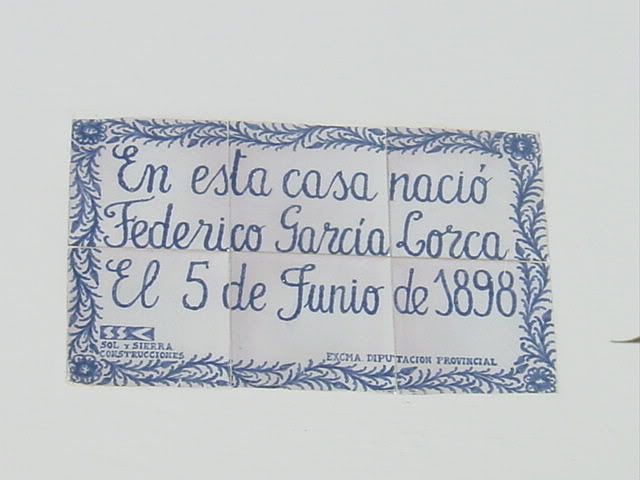 En esta casa nació
Federico García Lorca
El 5 de Junio de 1898
SSC
SOL Y SIERRA
CONSTRUCCIONES
EXCMA DIPUTACION PROVINCIAL